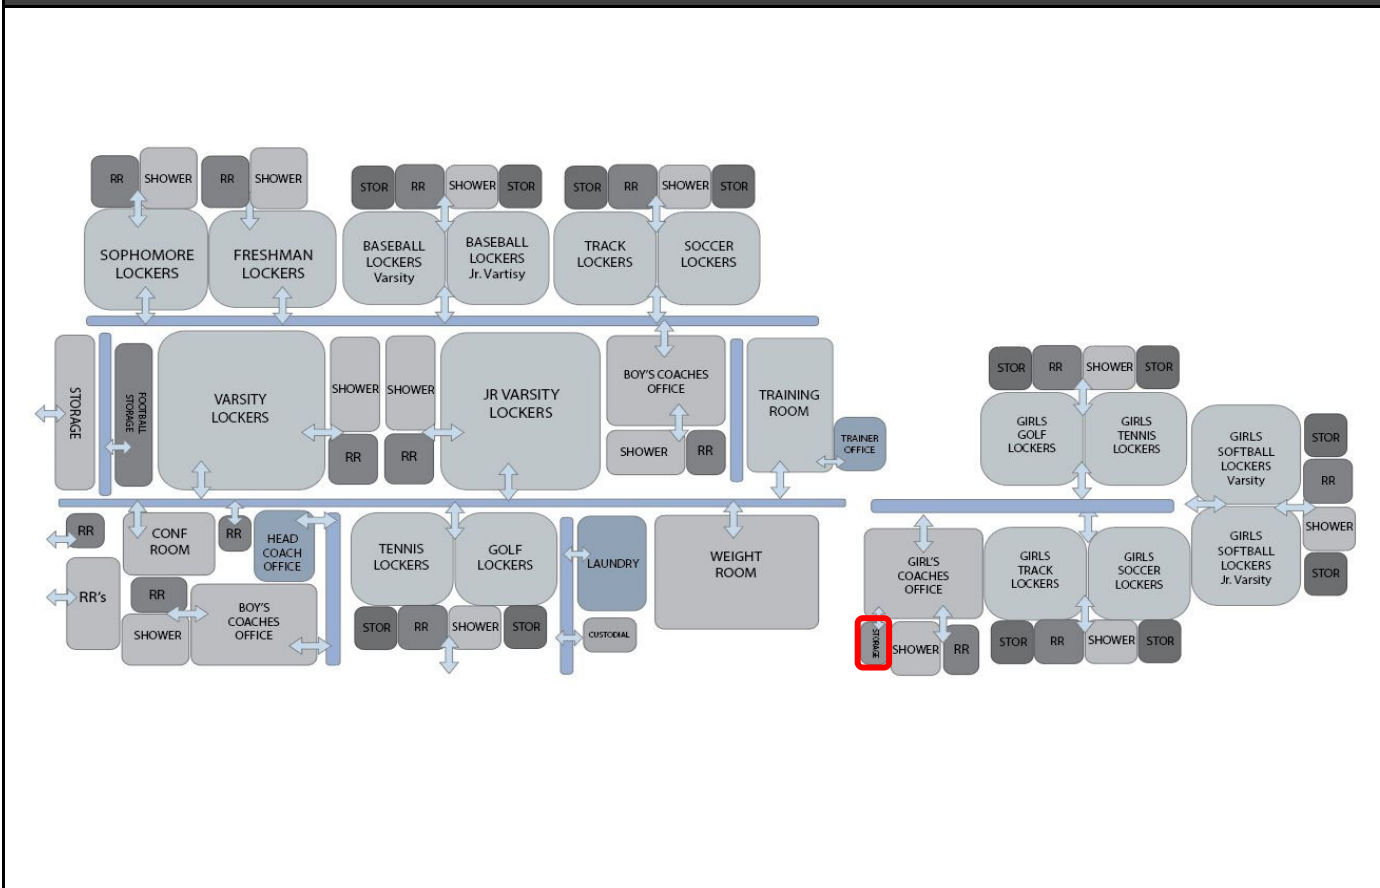 RR
SHOWER
RR
SHOWER
STOR
RR
SHOWER
STOR
STOR
RR
SHOWER
STOR
SOPHOMORE
LOCKERS
FRESHMAN
LOCKERS
BASEBALL
LOCKERS
Varsity
BASEBALL
LOCKERS
Jr. Vartisy
TRACK
LOCKERS
SOCCER
LOCKERS
STORAGE
FOOTBALL
STORAGE
VARSITY
LOCKERS
SHOWER
RR
SHOWER
RR
JR VARSITY
LOCKERS
BOY'S COACHES
OFFICE
SHOWER
RR
TRAINING
ROOM
TRAINER
OFFICE
RR
CONF
ROOM
RR
HEAD
COACH
OFFICE
RR's
RR
SHOWER
BOY'S
COACHES
OFFICE
TENNIS
LOCKERS
GOLF
LOCKERS
STOR
RR
SHOWER
STOR
LAUNDRY
CUSTODIAL
WEIGHT
ROOM
STOR
RR
SHOWER
STOR
GIRLS
GOLF
LOCKERS
GIRLS
TENNIS
LOCKERS
GIRLS
SOFTBALL
LOCKERS
Varsity
STOR
RR
SHOWER
STOR
GIRLS
SOFTBALL
LOCKERS
Jr. Varsity
GIRL'S
COACHES
OFFICE
GIRLS
TRACK
LOCKERS
GIRLS
SOCCER
LOCKERS
STORAGE
SHOWER
RR
STOR
RR
SHOWER
STOR